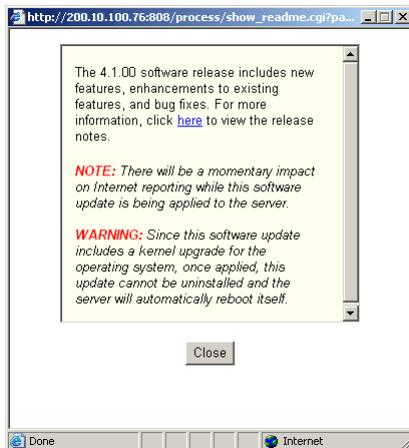 http://200.10.100.76:808/process/show_readme.cgi?pa...
The 4.1.00 software release includes new
features, enhancements to existing
features, and bug fixes. For more
information, click here to view the release
notes.
NOTE: There will be a momentary impact
on Internet reporting while this software
update is being applied to the server.
WARNING: Since this software update
includes a kernel upgrade for the
operating system, once applied, this
update cannot be uninstalled and the
server will automatically reboot itself.
Close
Done
Internet